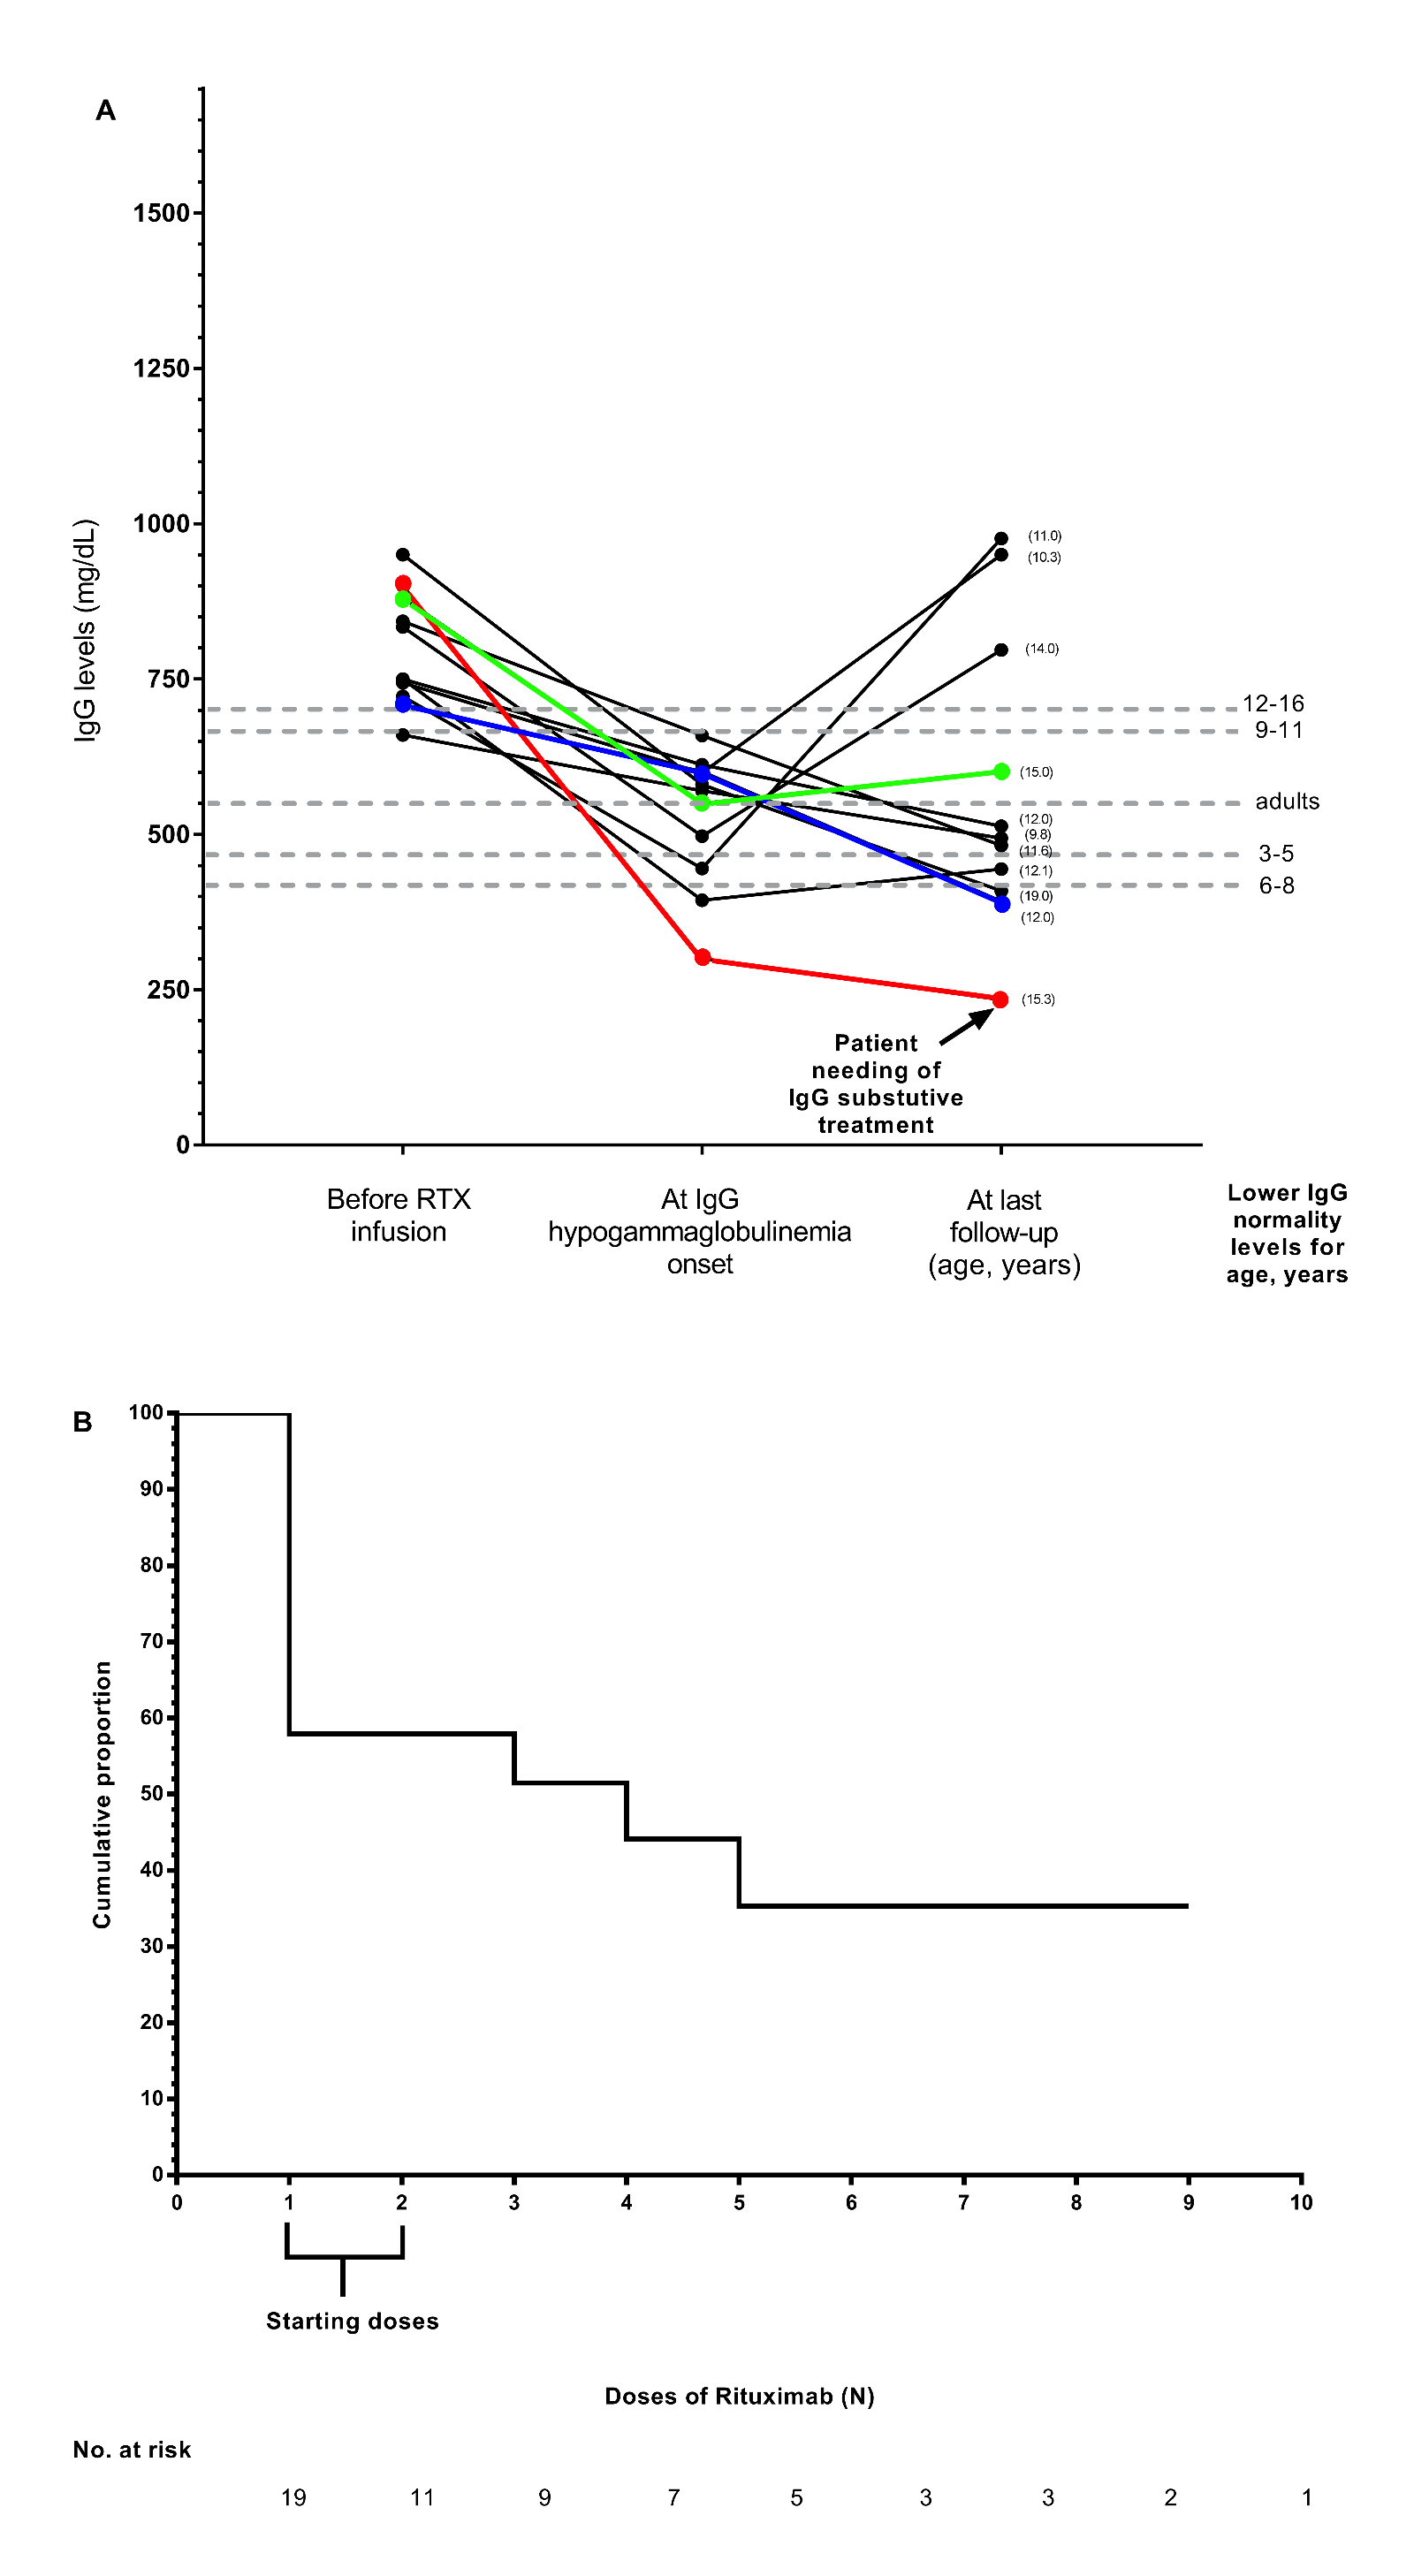 A
1500
1250
1000
750
500
250
0
IgG levels (mg/dL)
(11.0)
(10.3)
(14.0)
(15.0)
(12.0)
(9.8)
(11.6)
(12.1)
(19.0)
(12.0)
(15.3)
12-16
9-11
adults
3-5
6-8
Patient
needing of
IgG substutive
treatment
Before RTX
infusion
At IgG
hypogammaglobulinemia
onset
At last
follow-up
(age, years)
Lower IgG
normality
levels for
age, years
B
100
90
80
70
60
50
40
30
20
10
0
Cumulative proportion
0 1 2 3 4 5 6 7 8 9 10
Starting doses
Doses of Rituximab (N)
No. at risk
19 11 9 7 5 3 3 2 1